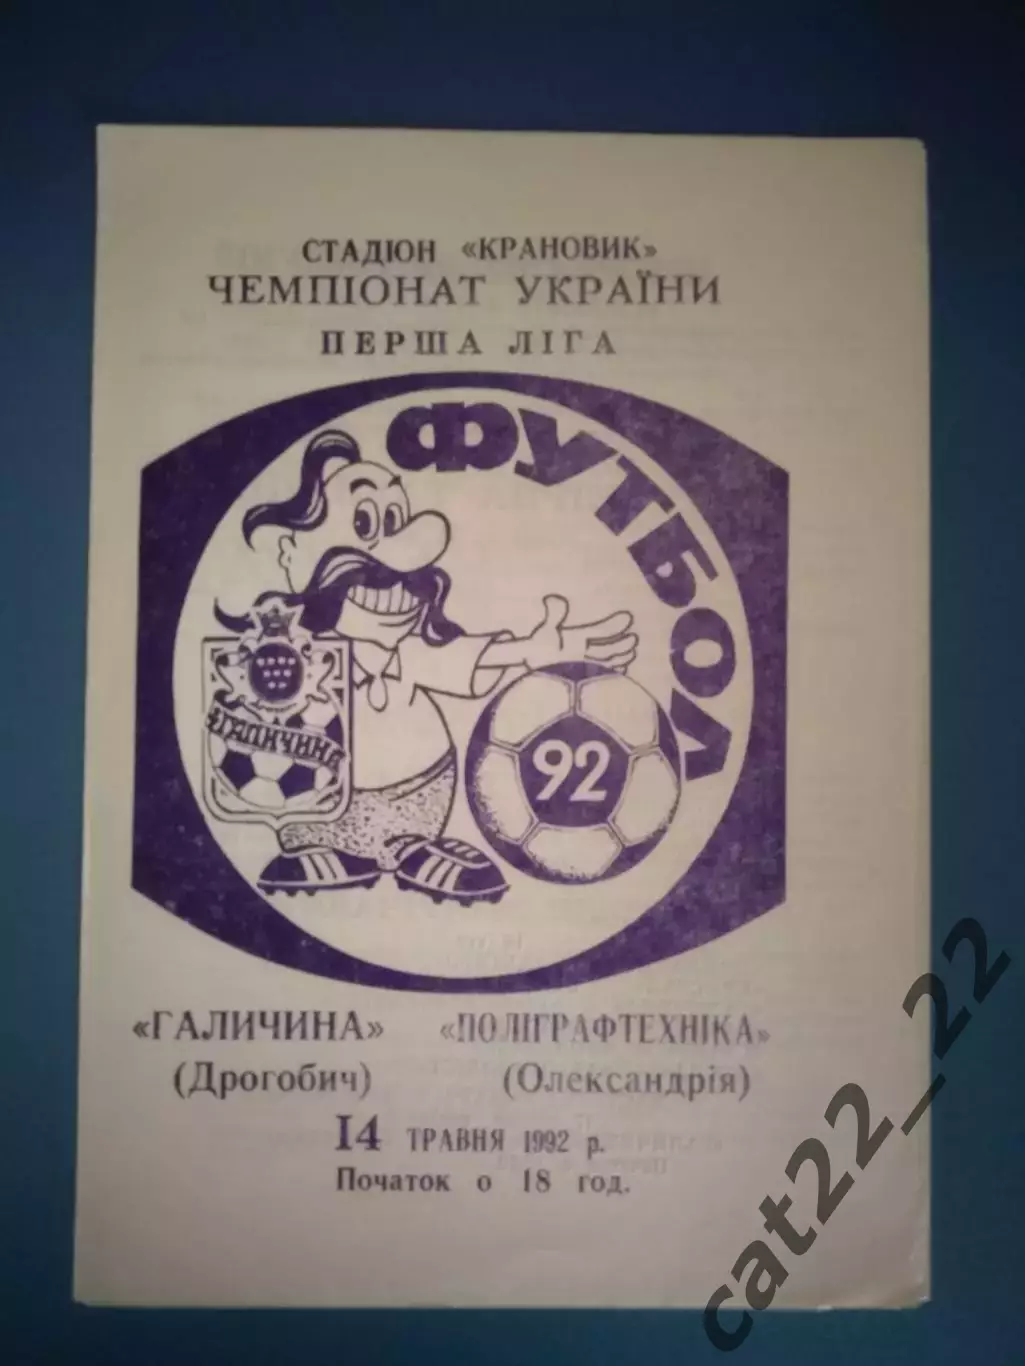 СТАДІОН «КРАНОВИК»
ЧЕМПІОНАТ УКРАЇНИ
ПЕРША ЛІГА
ФУТБОЛ
ГАЛИЧИНА
92
«ГАЛИЧИНА» «ПОЛІГРАФТЕХНІКА»
(Дрогобич) (Олександрія)
14 ТРАВНЯ 1992 р.
Початок о 18 год.
cat22_22